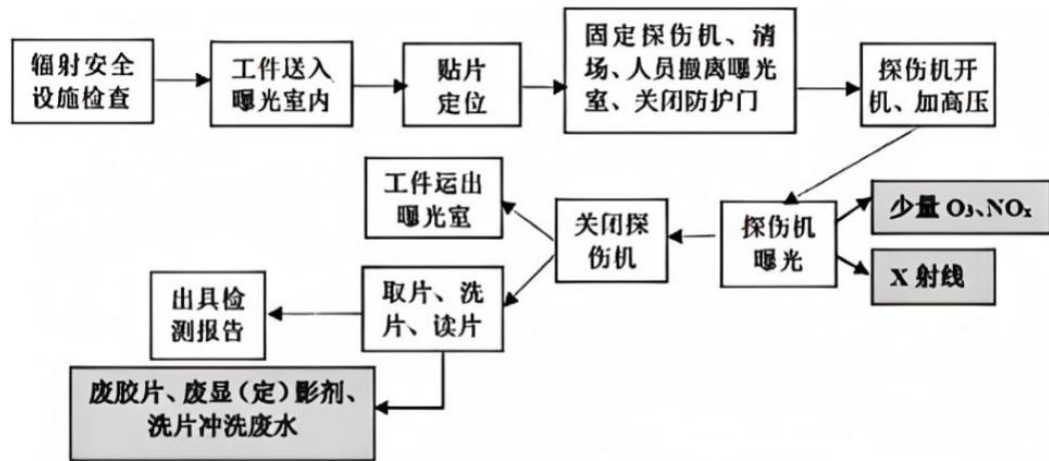 辐射安全
设施检查
工件送入
曝光室内
贴片
定位
固定探伤机、清
场、人员撤离曝光
室、关闭防护门
探伤机开
机、加高压
工件运出
曝光室
关闭探
伤机
探伤机
曝光
少量 O₃、NOₓ
X 射线
出具检
测报告
取片、洗
片、读片
废胶片、废显（定）影剂、
洗片冲洗废水